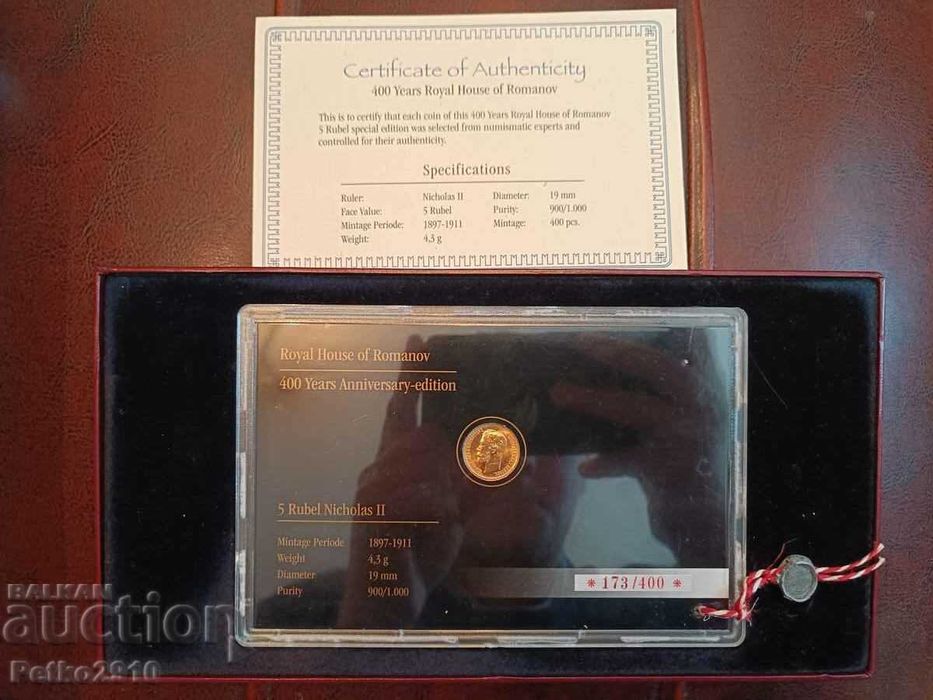 Certificate of Authenticity
400 Years Royal House of Romanov
This is to certify that each coin of this 400 Years Royal House of Romanov
5 Rubel special edition was selected from numismatic experts and
controlled for their authenticity.
Specifications
Ruler: Nicholas II Diameter: 19 mm
Face Value: 5 Rubel Purity: 900/1.000
Mintage Periode: 1897-1911 Mintage: 400 pcs.
Weight: 4,3 g
Royal House of Romanov
400 Years Anniversary-edition
5 Rubel Nicholas II
Mintage Periode 1897-1911
Weight 4,3 g
Diameter 19 mm
Purity 900/1.000
* 173/400 *
BALKAN
auction
Petko2910